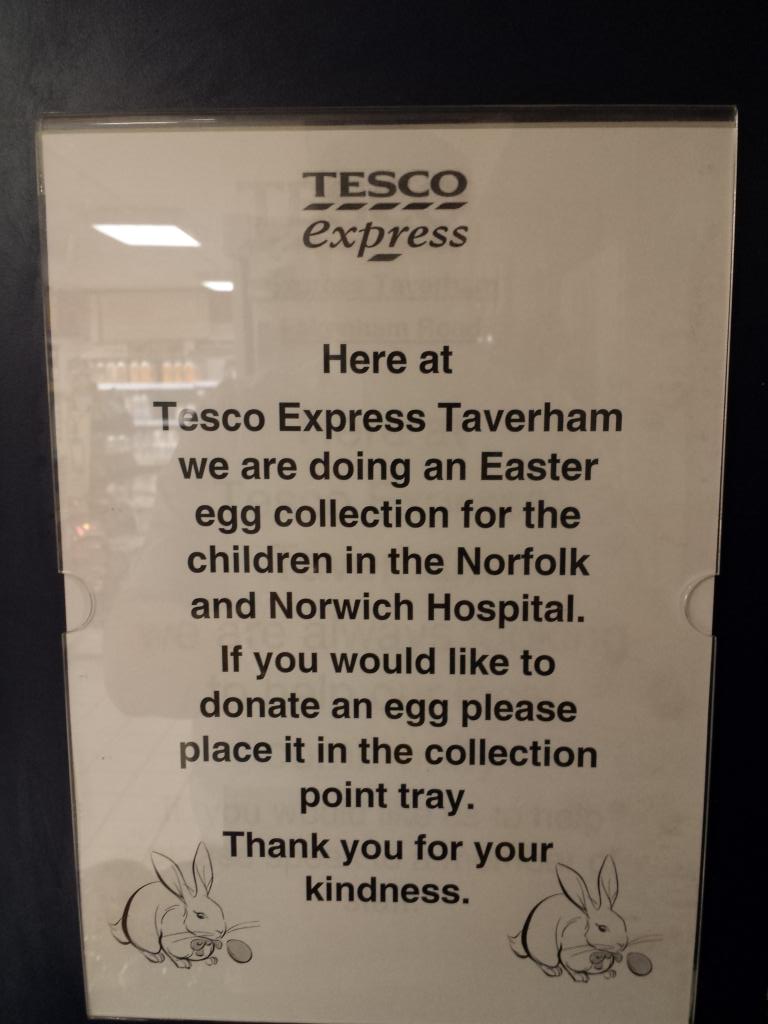 TESCO
express
Here at
Tesco Express Taverham
we are doing an Easter
egg collection for the
children in the Norfolk
and Norwich Hospital.
If you would like to
donate an egg please
place it in the collection
point tray.
Thank you for your
kindness.